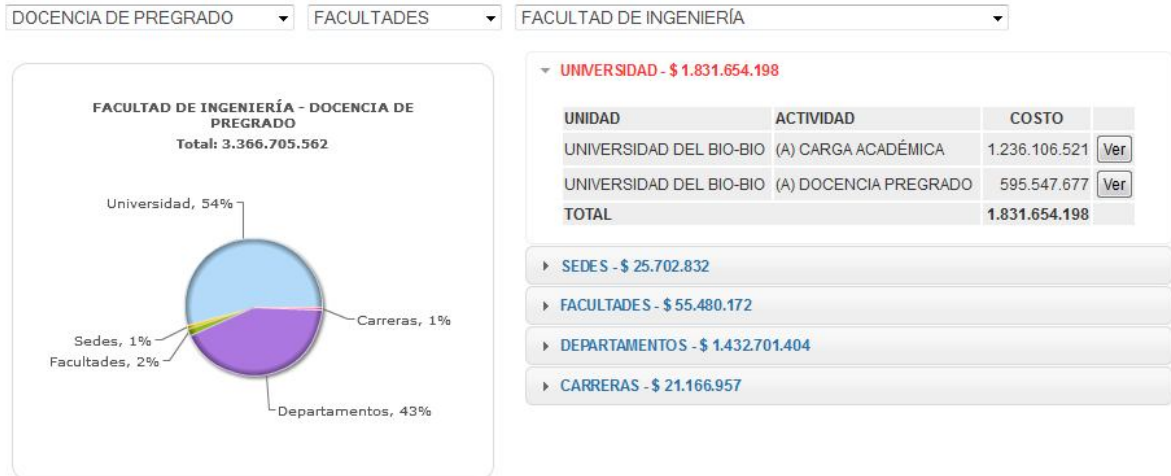 DOCENCIA DE PREGRADO FACULTADES FACULTAD DE INGENIERÍA
FACULTAD DE INGENIERÍA - DOCENCIA DE
PREGRADO
Total: 3.366.705.562
Universidad, 54%
Carreras, 1%
Sedes, 1%
Facultades, 2%
Departamentos, 43%
UNIVERSIDAD - $ 1.831.654.198
UNIDAD ACTIVIDAD COSTO
UNIVERSIDAD DEL BIO-BIO (A) CARGA ACADÉMICA 1.236.106.521 Ver
UNIVERSIDAD DEL BIO-BIO (A) DOCENCIA PREGRADO 595.547.677 Ver
TOTAL 1.831.654.198
SEDES - $ 25.702.832
FACULTADES - $ 55.480.172
DEPARTAMENTOS - $ 1.432.701.404
CARRERAS - $ 21.166.957